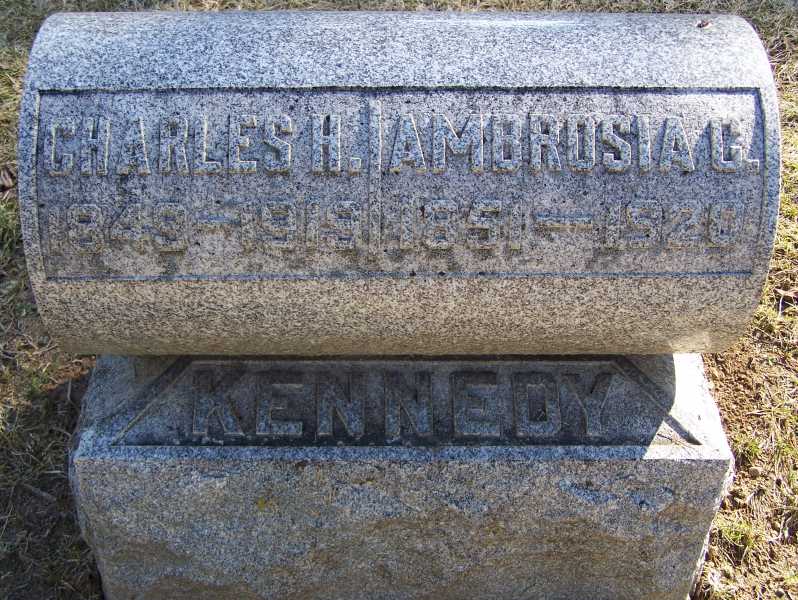 CHARLES H.
1849-1919
AMBROSIA C.
1851-1920
KENNEDY